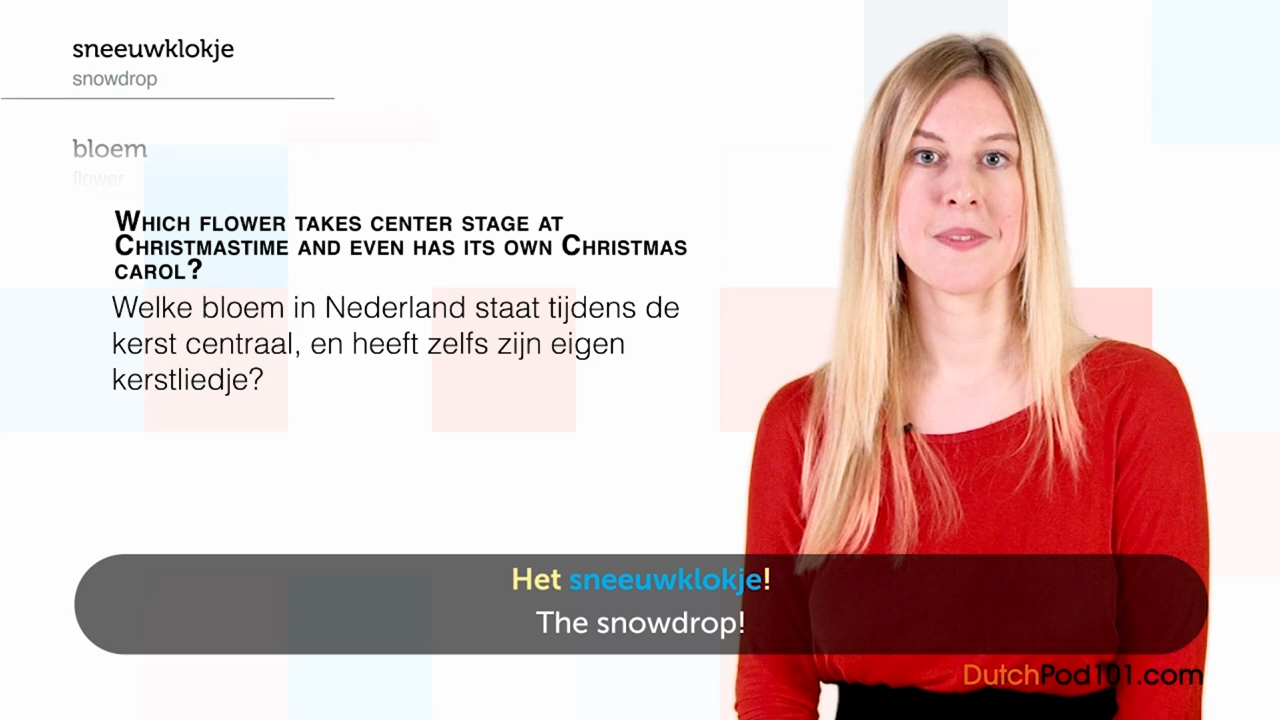 sneeuwklokje
snowdrop
bloem
flower
WHICH FLOWER TAKES CENTER STAGE AT
CHRISTMASTIME AND EVEN HAS ITS OWN CHRISTMAS
CAROL?
Welke bloem in Nederland staat tijdens de
kerst centraal, en heeft zelfs zijn eigen
kerstliedje?
Het sneeuwklokje!
The snowdrop!
DutchPod101.com